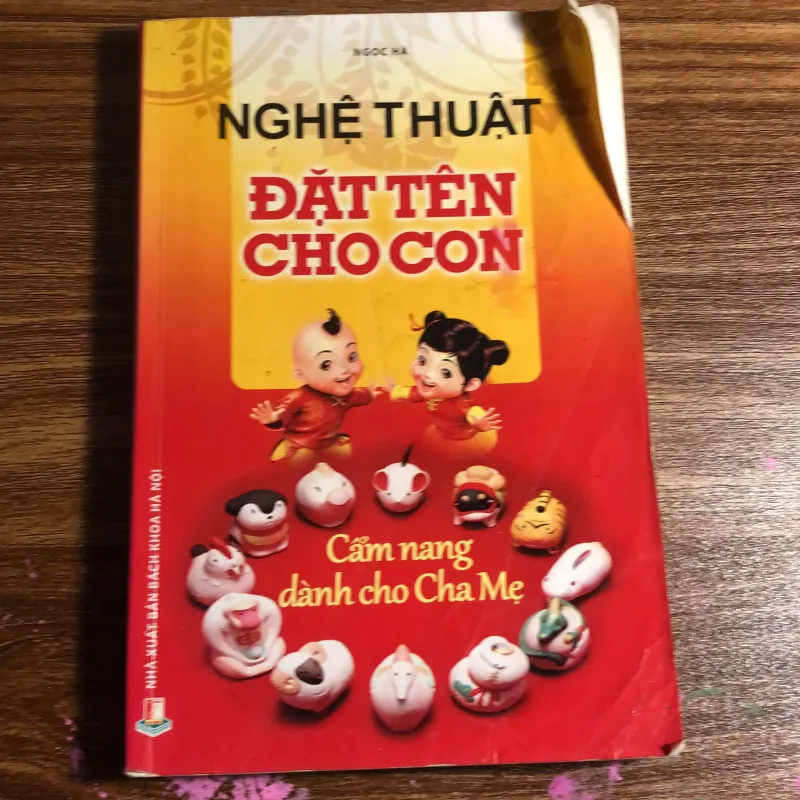 NGỌC HÀ
NGHỆ THUẬT
ĐẶT TÊN
CHO CON
Cẩm nang
dành cho Cha Mẹ
NHÀ XUẤT BẢN BÁCH KHOA HÀ NỘI